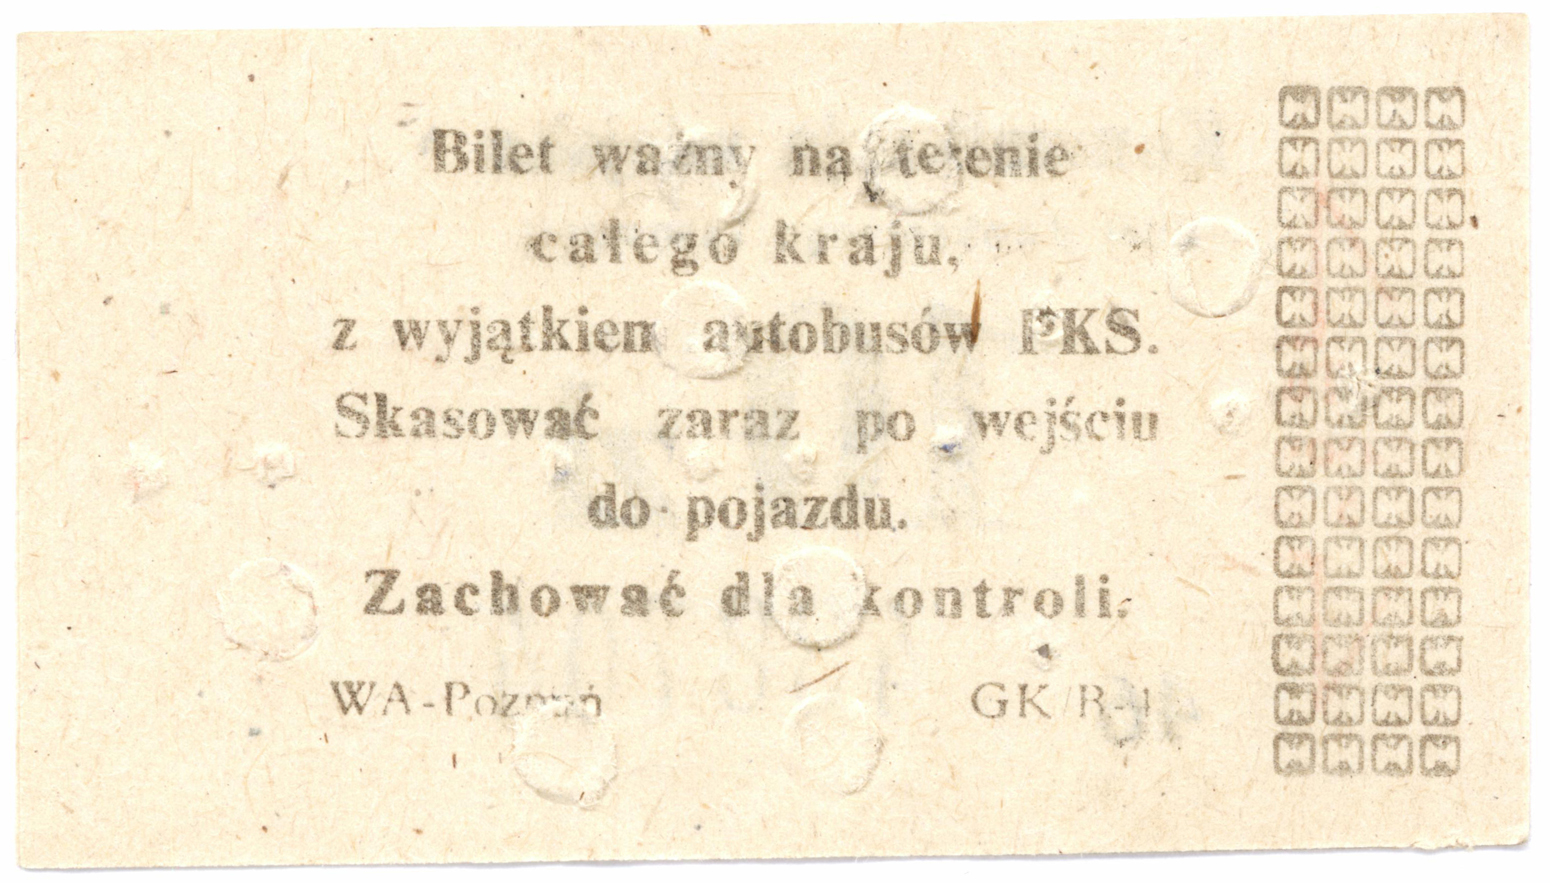 Bilet ważny na terenie
całego kraju,
z wyjątkiem autobusów PKS.
Skasować zaraz po wejściu
do pojazdu.
Zachować dla kontroli.
WA-Poznań GK/R-1